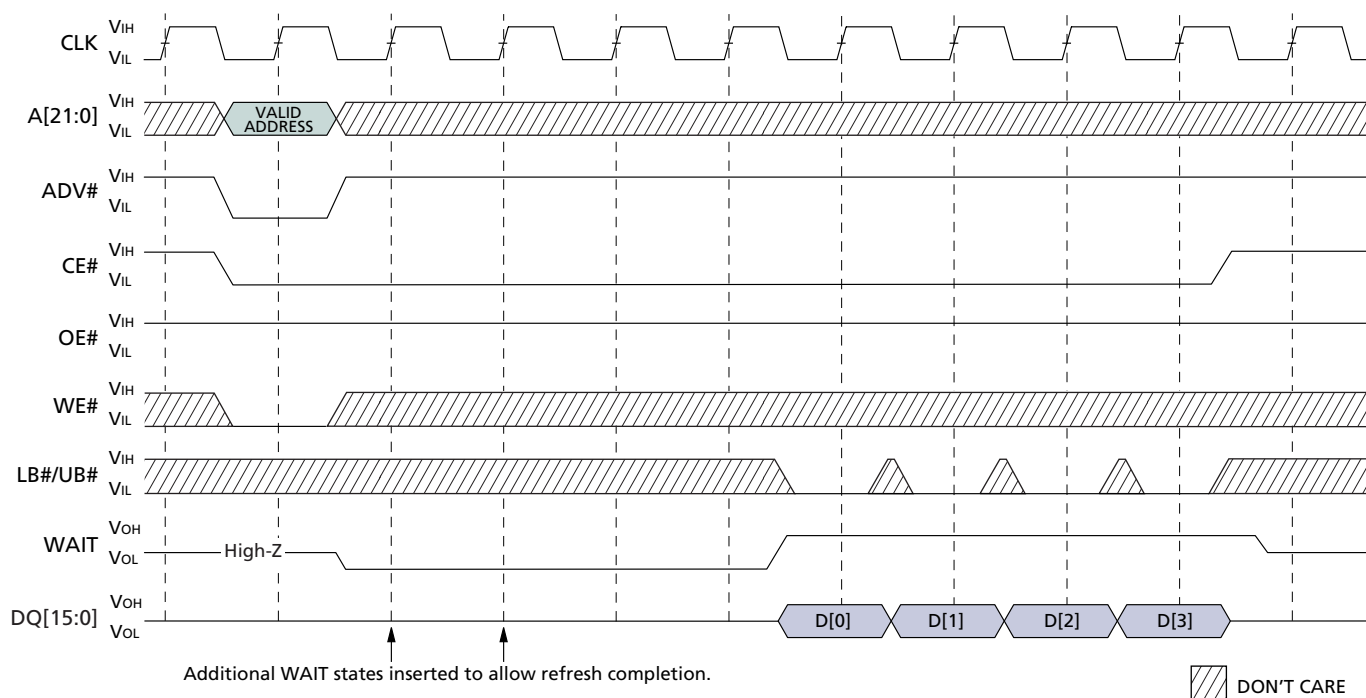 CLK VIH
VIL
A[21:0] VIH
VIL
VALID
ADDRESS
ADV# VIH
VIL
CE# VIH
VIL
OE# VIH
VIL
WE# VIH
VIL
LB#/UB# VIH
VIL
WAIT VOH
VOL
High-Z
DQ[15:0] VOH
VOL
D[0] D[1] D[2] D[3]
Additional WAIT states inserted to allow refresh completion.
DON'T CARE